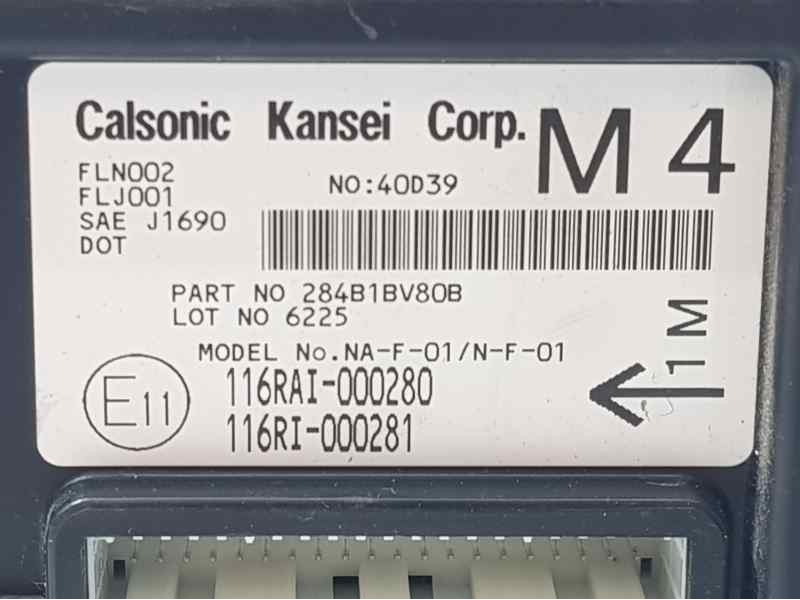 Calsonic Kansei Corp. M4
FLN002
FLJ001
NO:40D39
SAE J1690
DOT
PART NO 284B1BV80B
LOT NO 6225
1M
MODEL No.NA-F-01/N-F-01
E11
116RAI-000280
116RI-000281